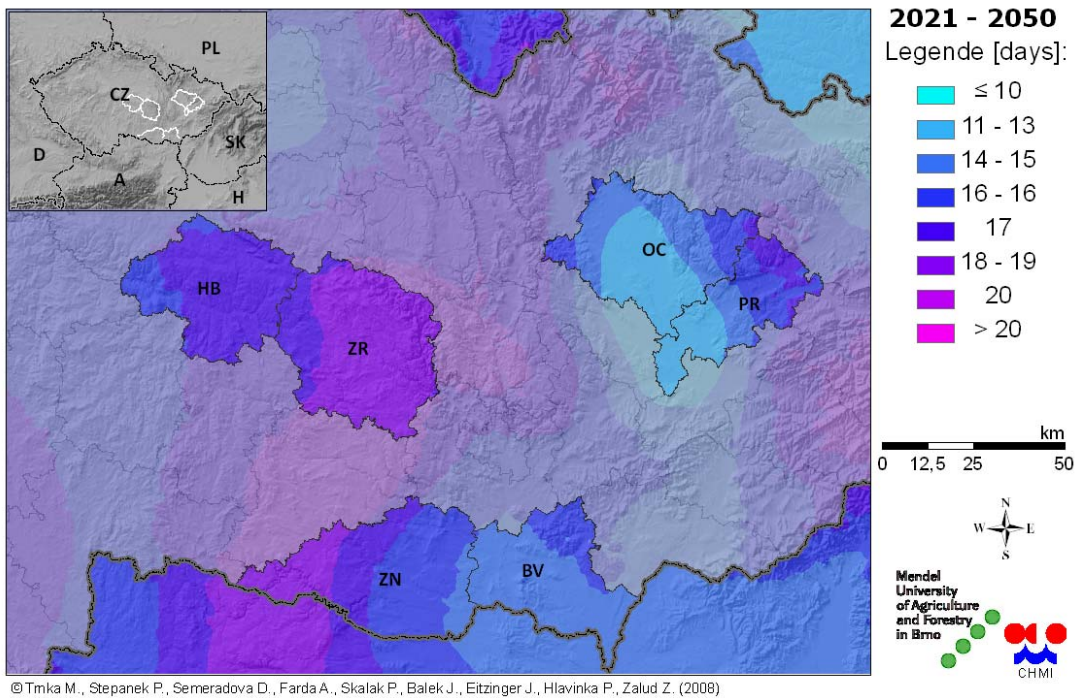 2021 - 2050
Legende [days]:
≤ 10
11 - 13
14 - 15
16 - 16
17
18 - 19
20
> 20
PL
CZ
SK
D
A
H
HB
ZR
OC
PR
ZN
BV
km
0 12,5 25 50
N
W E
S
Mendel
University
of Agriculture
and Forestry
in Brno
CHMI
© Trnka M., Stepanek P., Semeradova D., Farda A., Skalak P., Balek J., Eitzinger J., Hlavinka P., Zalud Z. (2008)